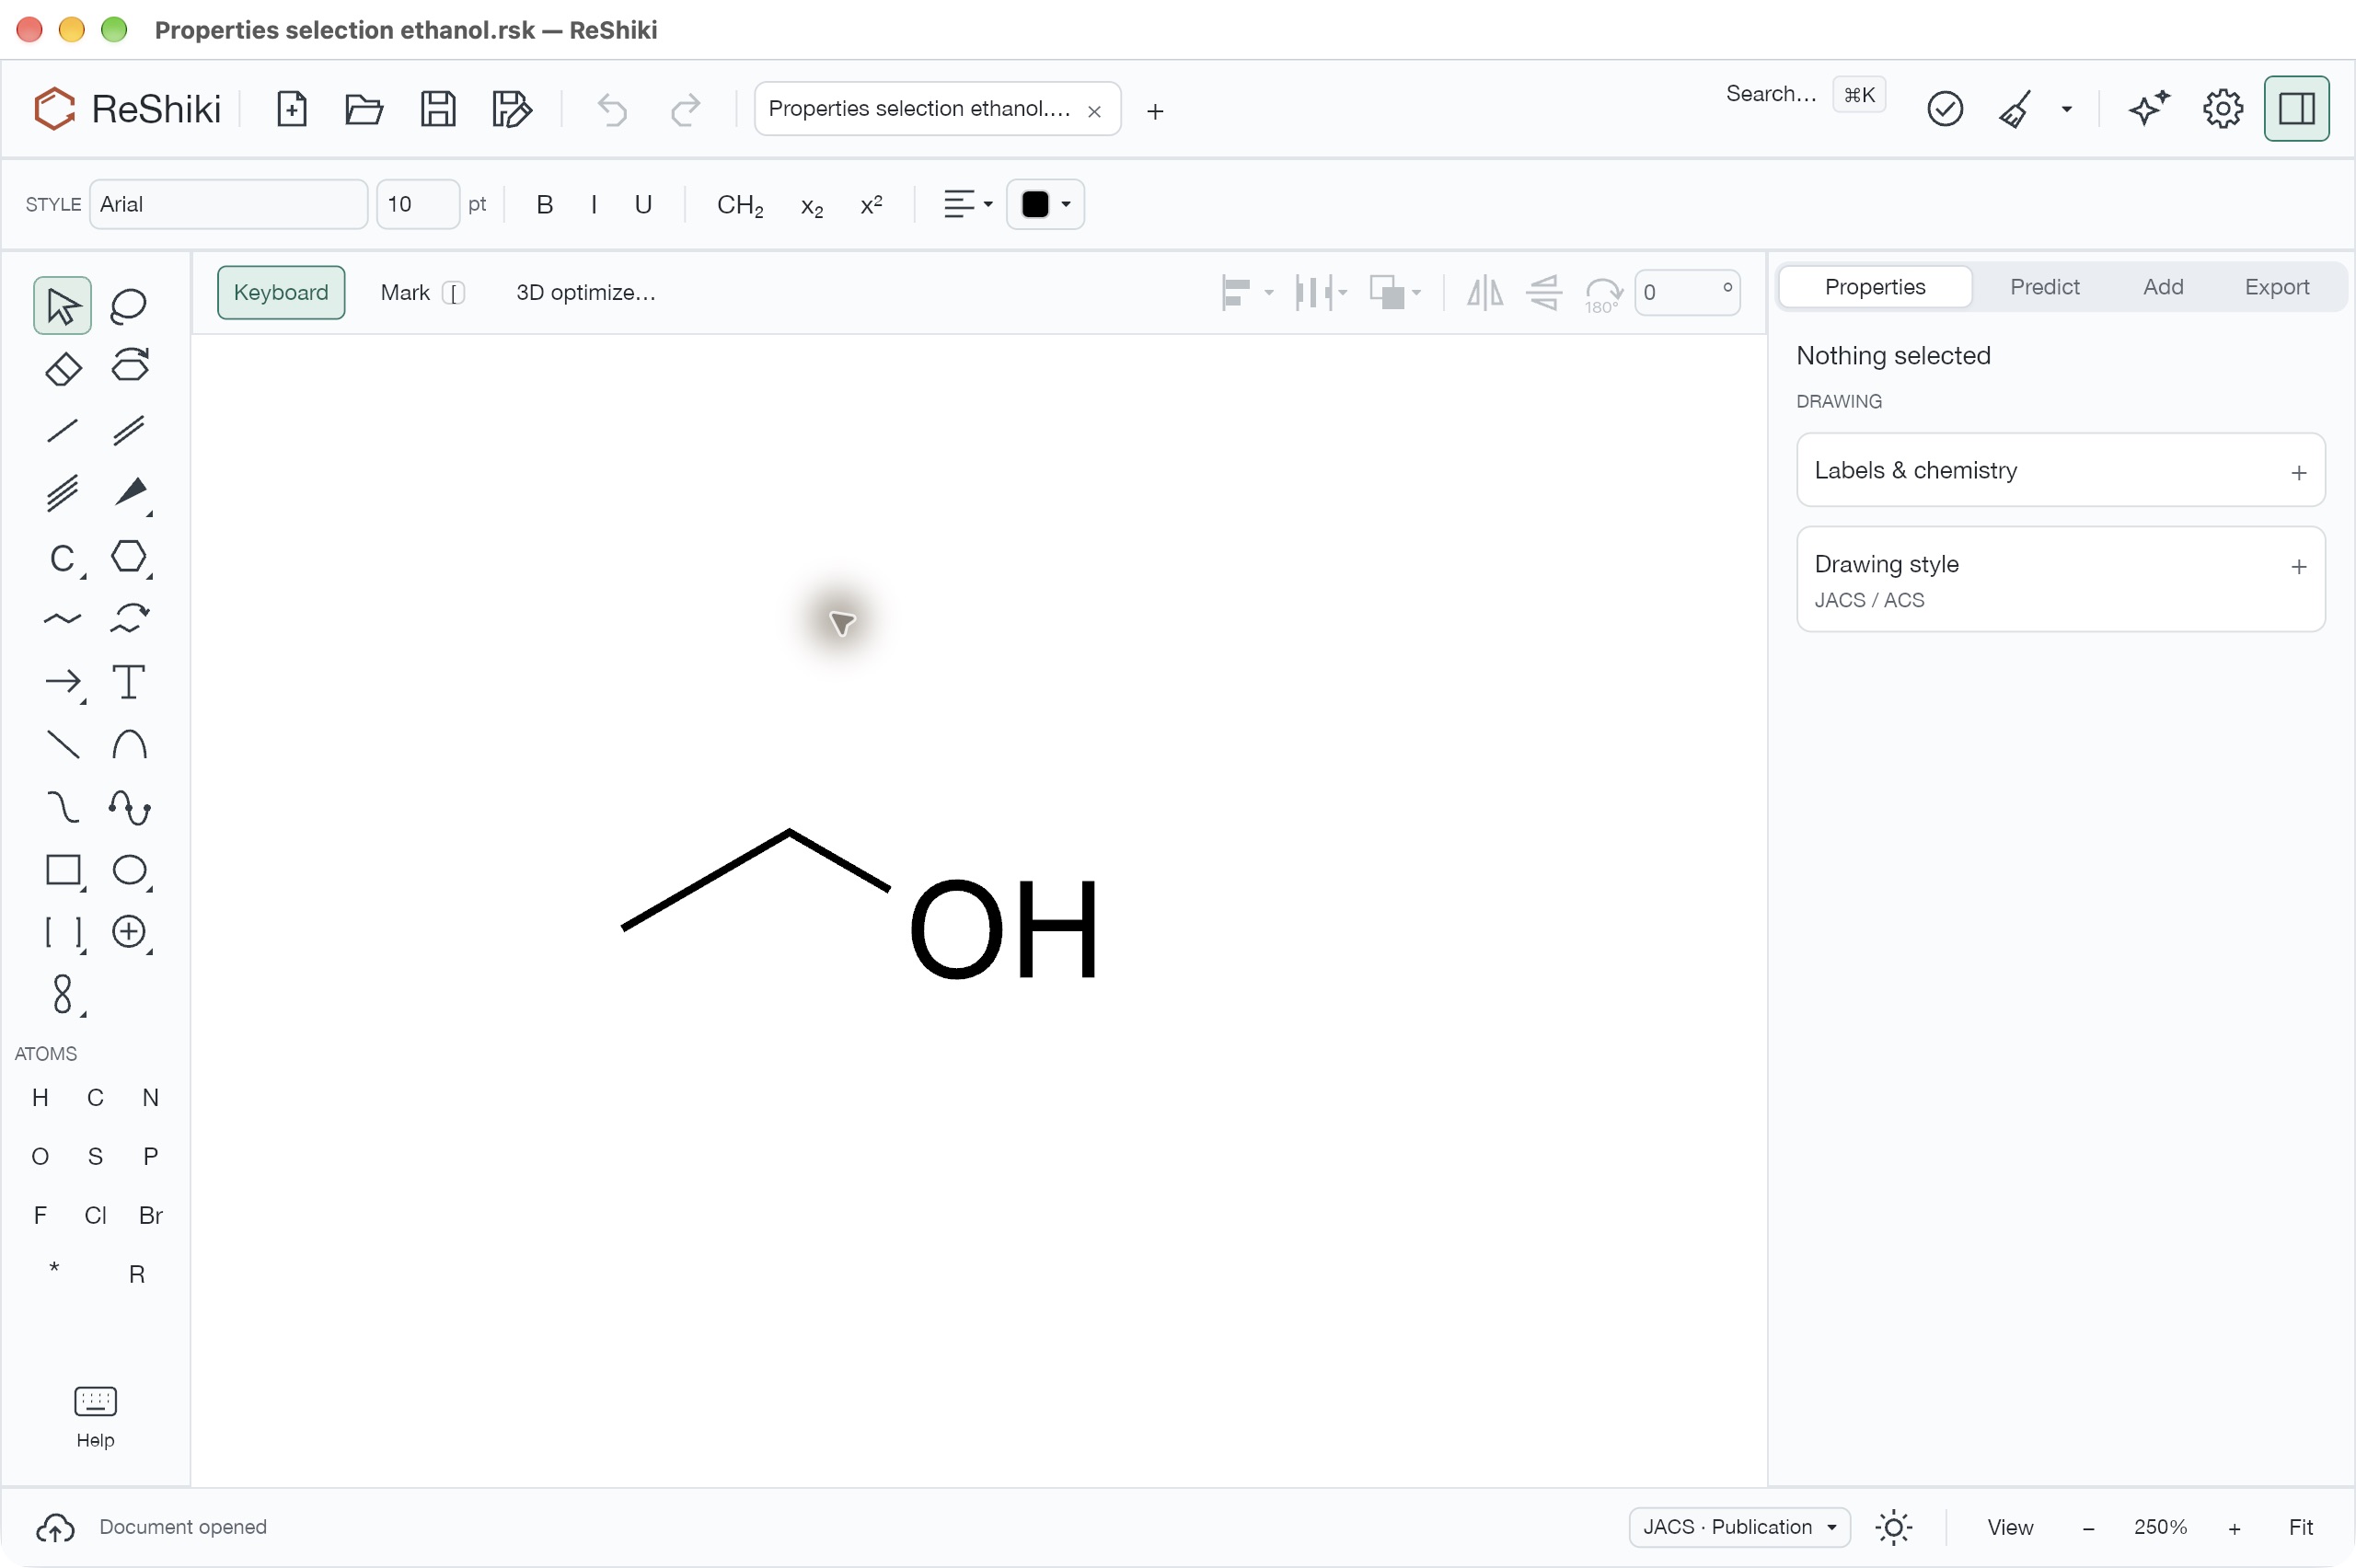 Properties selection ethanol.rsk — ReShiki
ReShiki
Properties selection ethanol....
×
+
Search...
⌘K
STYLE
Arial
10
pt
B
I
U
CH₂
x₂
x²
Keyboard
Mark [
3D optimize...
180°
0
°
Properties
Predict
Add
Export
Nothing selected
DRAWING
Labels & chemistry
+
Drawing style
+
JACS / ACS
C
T
[ ]
OH
ATOMS
H C N
O S P
F Cl Br
* R
Help
Document opened
JACS · Publication
View
–
250%
+
Fit